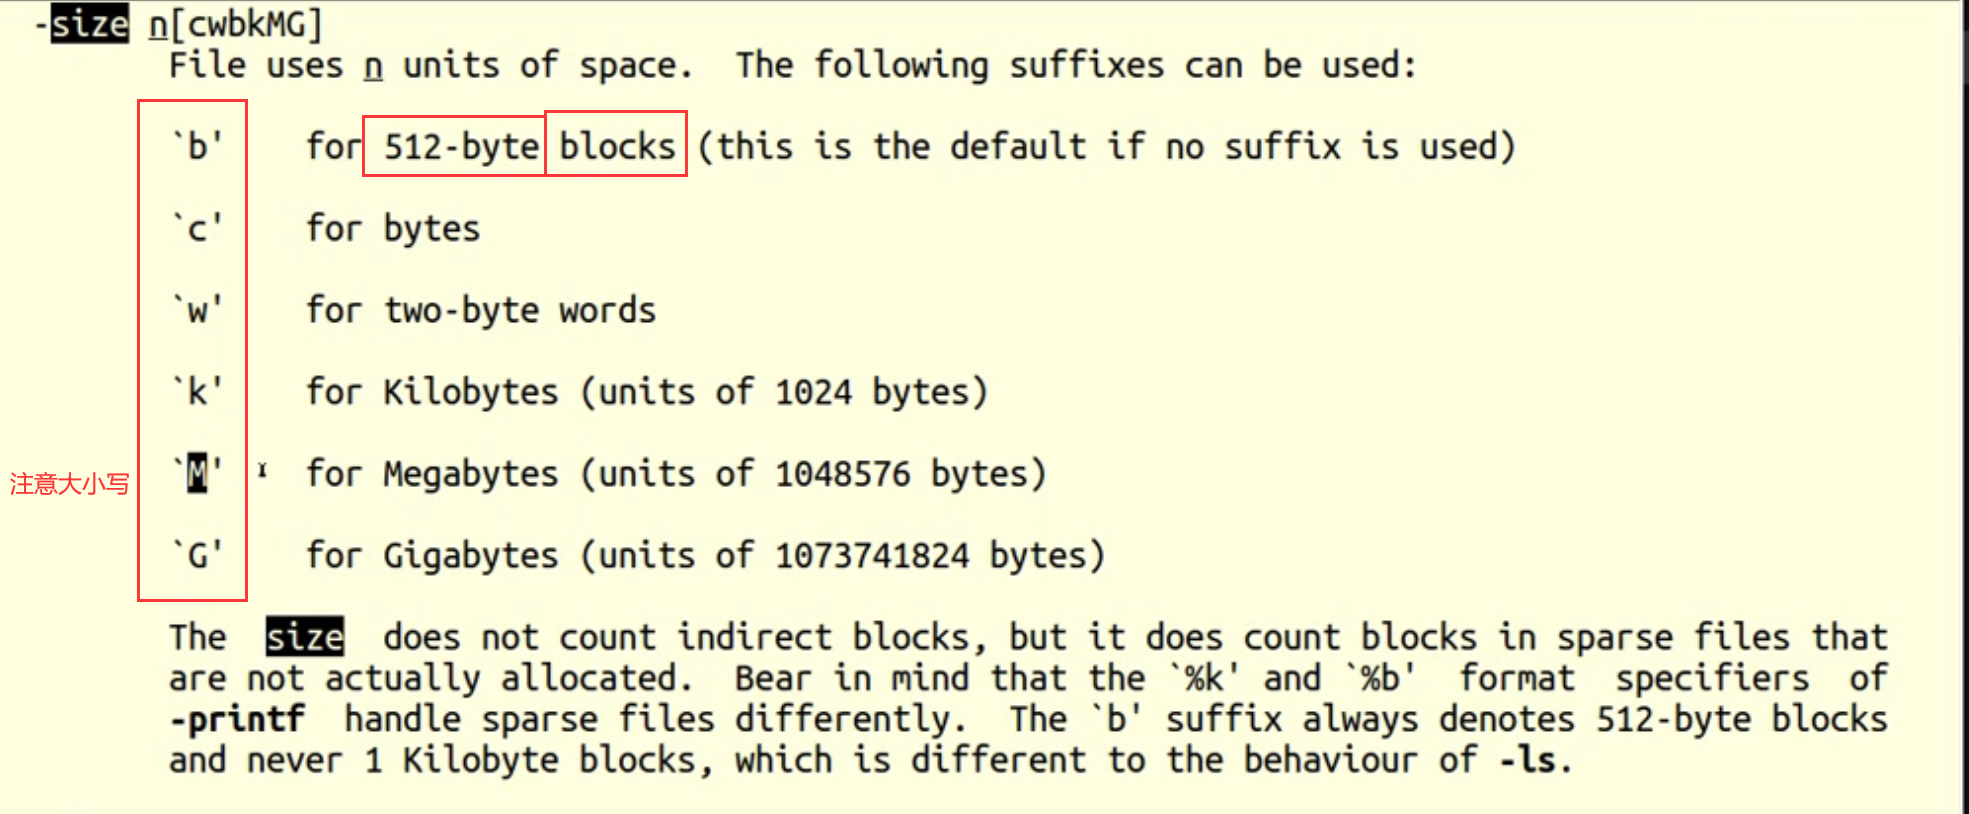 -size n[cwbkMG]
File uses n units of space.  The following suffixes can be used:
`b'    for 512-byte blocks (this is the default if no suffix is used)
`c'    for bytes
`w'    for two-byte words
`k'    for Kilobytes (units of 1024 bytes)
注意大小写
`M'    for Megabytes (units of 1048576 bytes)
`G'    for Gigabytes (units of 1073741824 bytes)
The  size  does not count indirect blocks, but it does count blocks in sparse files that
are not actually allocated.  Bear in mind that the `%k' and `%b'  format  specifiers  of
-printf  handle sparse files differently.  The `b' suffix always denotes 512-byte blocks
and never 1 Kilobyte blocks, which is different to the behaviour of -ls.